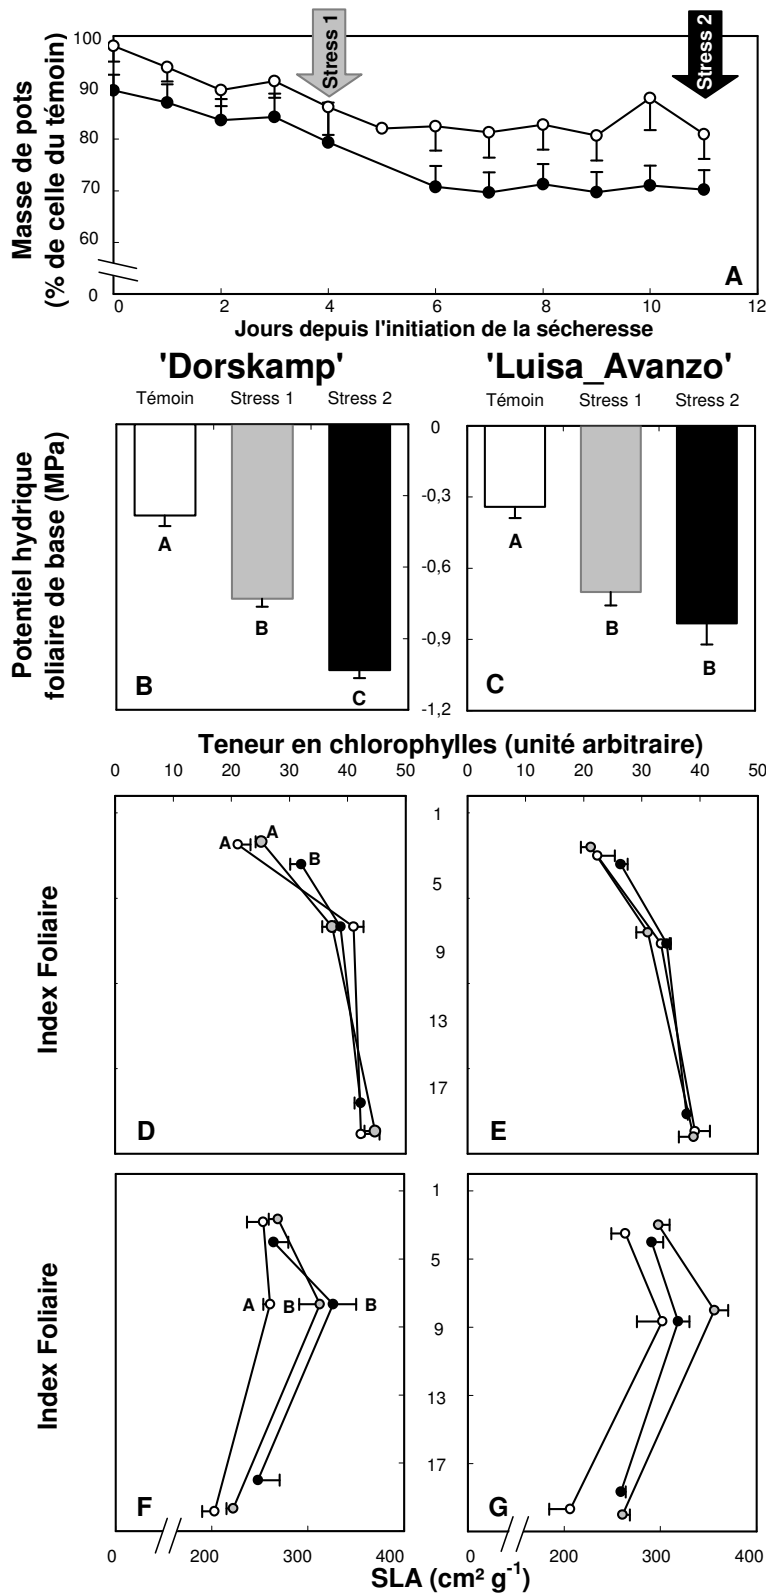 Masse de pots
(% de celle du témoin)
100
90
80
70
60
0
Stress 1
Stress 2
A
0 2 4 6 8 10 12
Jours depuis l'initiation de la sécheresse
'Dorskamp' 'Luisa_Avanzo'
Témoin Stress 1 Stress 2 Témoin Stress 1 Stress 2
Potentiel hydrique
foliaire de base (MPa)
0
-0,3
-0,6
-0,9
-1,2
A
B
C
B
A
B
B
C
Teneur en chlorophylles (unité arbitraire)
0 10 20 30 40 50 0 10 20 30 40 50
Index Foliaire
1
5
9
13
17
A
A
B
D
E
Index Foliaire
1
5
9
13
17
A
B
B
F
G
0 200 300 400 0 200 300 400
SLA (cm² g⁻¹)